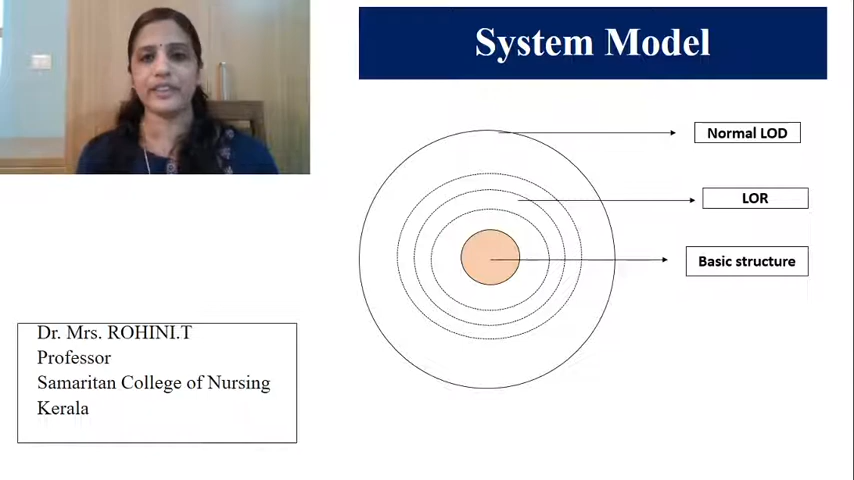 System Model
Normal LOD
LOR
Basic structure
Dr. Mrs. ROHINI.T
Professor
Samaritan College of Nursing
Kerala